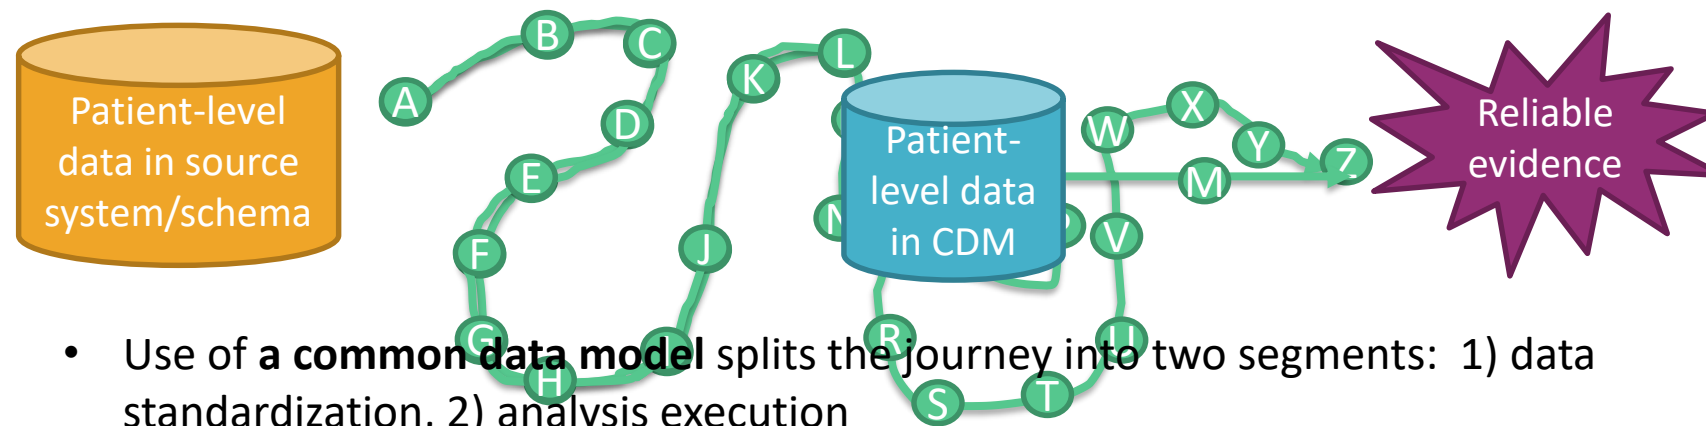 Patient-level
data in source
system/schema
A
B
C
D
E
F
G
H
I
J
K
L
Patient-
level data
in CDM
N
R
S
T
U
V
W
X
Y
Z
M
Reliable
evidence
• Use of a common data model splits the journey into two segments: 1) data
standardization, 2) analysis execution